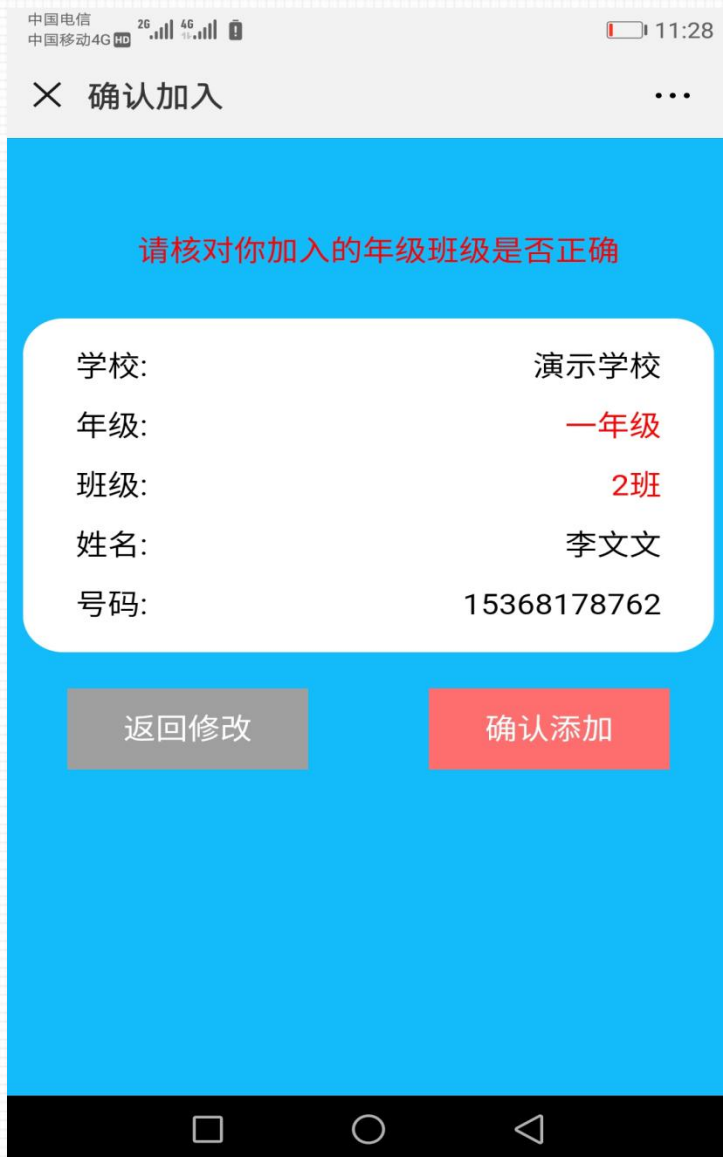 中国电信 2G 4G 11:28
中国移动4G HD
确认加入
请核对你加入的年级班级是否正确
学校: 演示学校
年级: 一年级
班级: 2班
姓名: 李文文
号码: 15368178762
返回修改 确认添加